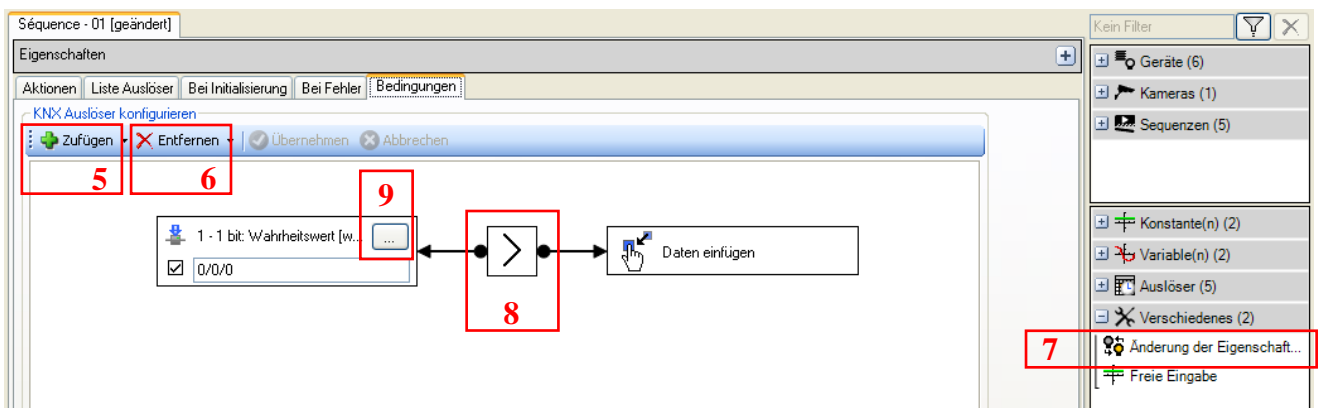 Séquence - 01 [geändert]
Eigenschaften
Aktionen
Liste Auslöser
Bei Initialisierung
Bei Fehler
Bedingungen
KNX Auslöser konfigurieren
Zufügen
Entfernen
Übernehmen
Abbrechen
5
6
9
1 - 1 bit: Wahrheitswert [w...
...
0/0/0
>
8
Daten einfügen
Kein Filter
Geräte (6)
Kameras (1)
Sequenzen (5)
Konstante(n) (2)
Variable(n) (2)
Auslöser (5)
Verschiedenes (2)
7
Änderung der Eigenschaft...
Freie Eingabe